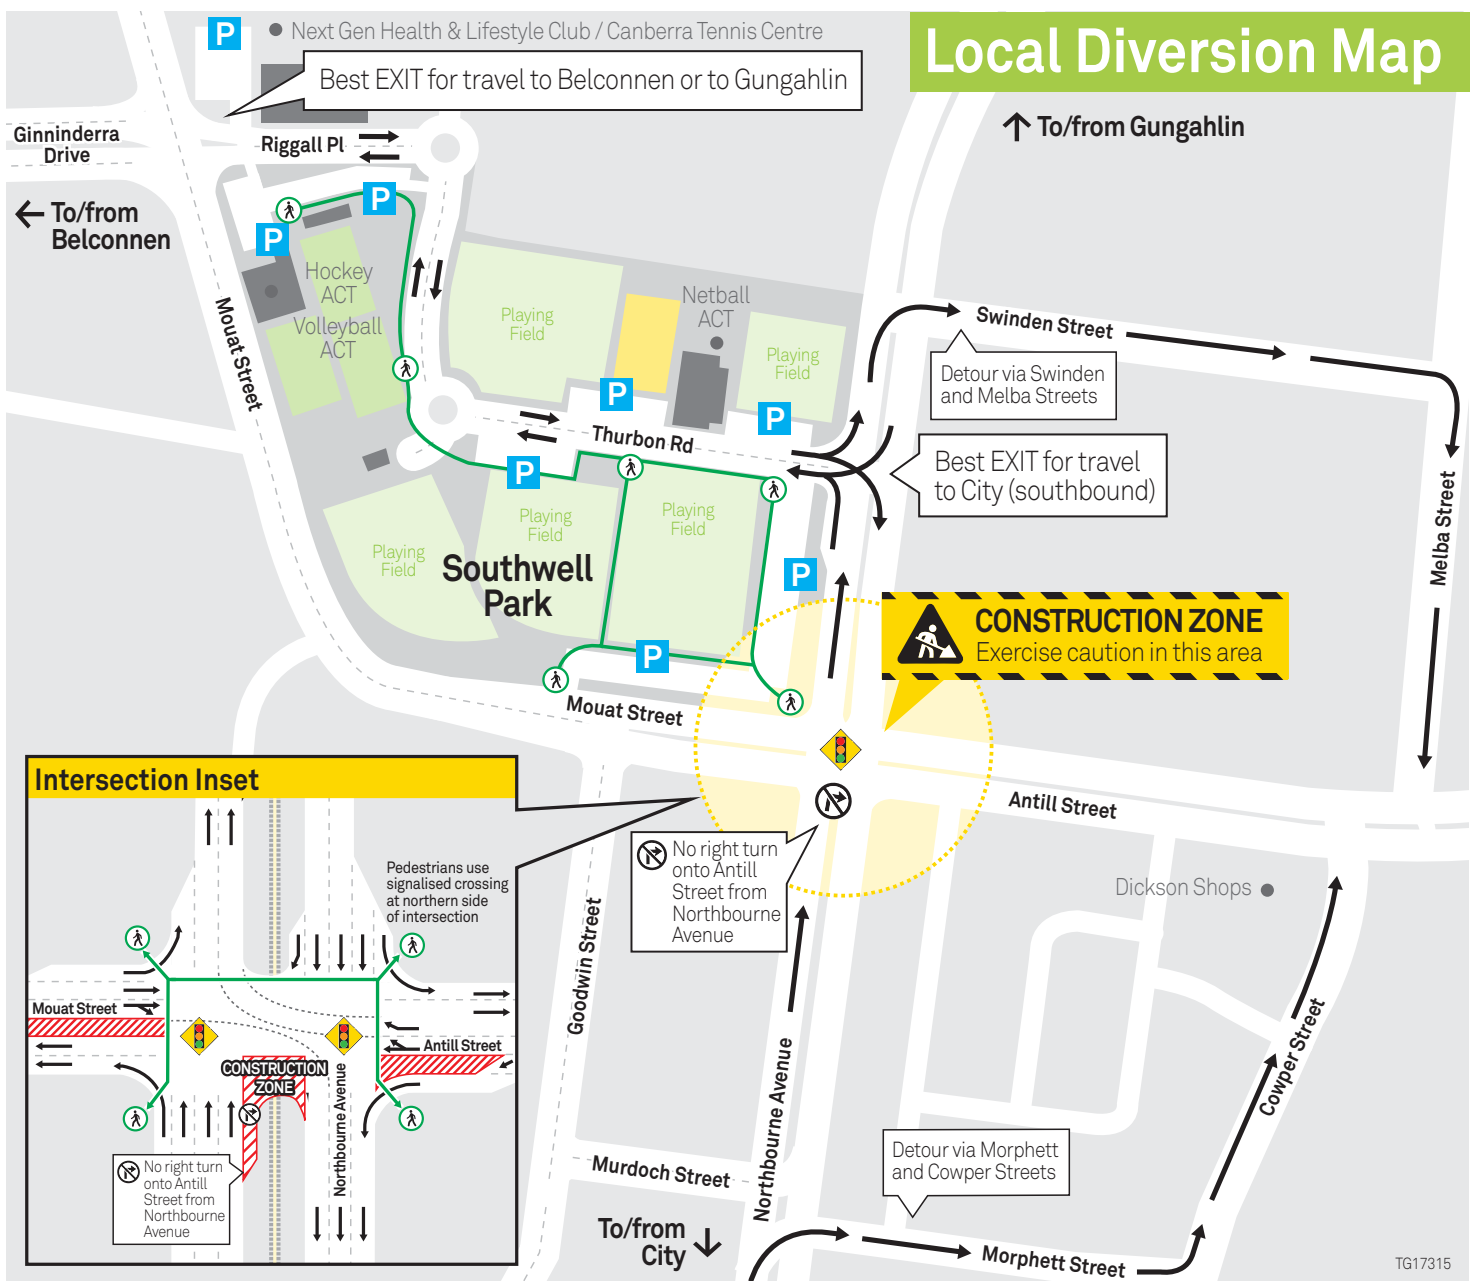 Local Diversion Map
P
Next Gen Health & Lifestyle Club / Canberra Tennis Centre
Best EXIT for travel to Belconnen or to Gungahlin
To/from Gungahlin
Ginninderra
Drive
Riggall Pl
To/from
Belconnen
P
P
Hockey
ACT
Volleyball
ACT
Mouat Street
Playing
Field
Netball
ACT
Playing
Field
P
P
Swinden Street
Detour via Swinden
and Melba Streets
Thurbon Rd
Best EXIT for travel
to City (southbound)
P
Playing
Field
Playing
Field
Playing
Field
Southwell
Park
P
P
Melba Street
CONSTRUCTION ZONE
Exercise caution in this area
Mouat Street
Antill Street
No right turn
onto Antill
Street from
Northbourne
Avenue
Dickson Shops
Goodwin Street
Northbourne Avenue
Cowper Street
Murdoch Street
Detour via Morphett
and Cowper Streets
To/from
City
Morphett Street
TG17315
Intersection Inset
Pedestrians use
signalised crossing
at northern side
of intersection
Mouat Street
Antill Street
CONSTRUCTION
ZONE
Northbourne Avenue
No right turn
onto Antill
Street from
Northbourne
Avenue